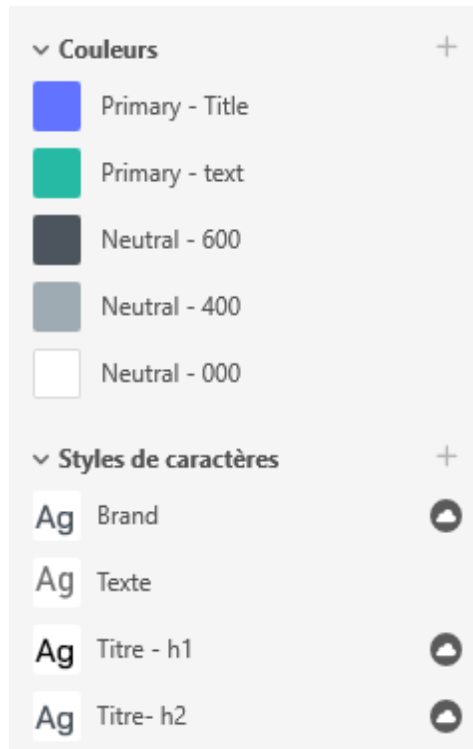 Couleurs
Primary - Title
Primary - text
Neutral - 600
Neutral - 400
Neutral - 000
Styles de caractères
Ag Brand
Ag Texte
Ag Titre - h1
Ag Titre- h2